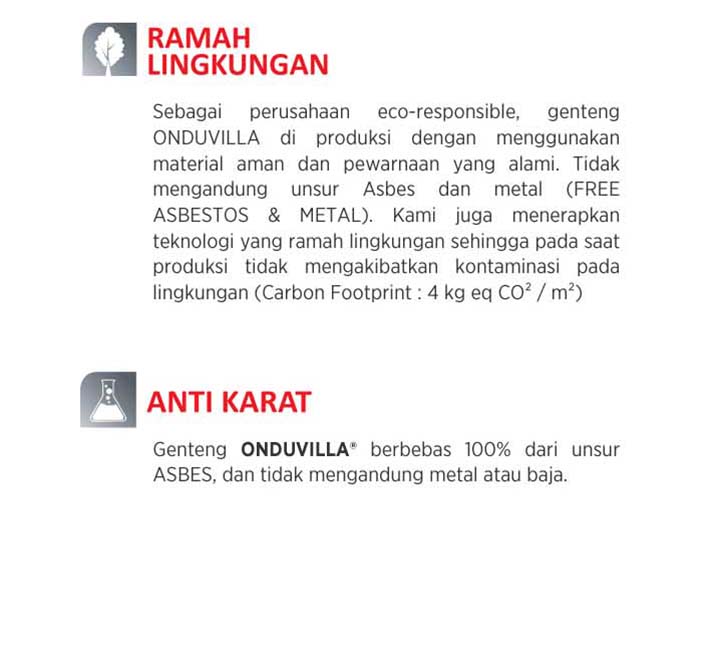 RAMAH
LINGKUNGAN
Sebagai perusahaan eco-responsible, genteng
ONDUVILLA di produksi dengan menggunakan
material aman dan pewarnaan yang alami. Tidak
mengandung unsur Asbes dan metal (FREE
ASBESTOS & METAL). Kami juga menerapkan
teknologi yang ramah lingkungan sehingga pada saat
produksi tidak mengakibatkan kontaminasi pada
lingkungan (Carbon Footprint : 4 kg eq CO² / m²)
ANTI KARAT
Genteng ONDUVILLA® berbebas 100% dari unsur
ASBES, dan tidak mengandung metal atau baja.